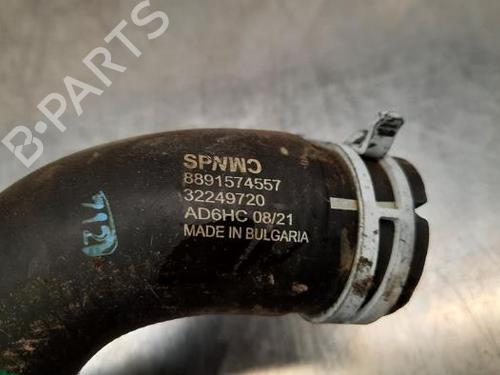 SPNWC
8891574557
32249720
AD6HC 08/21
MADE IN BULGARIA
B-PARTS